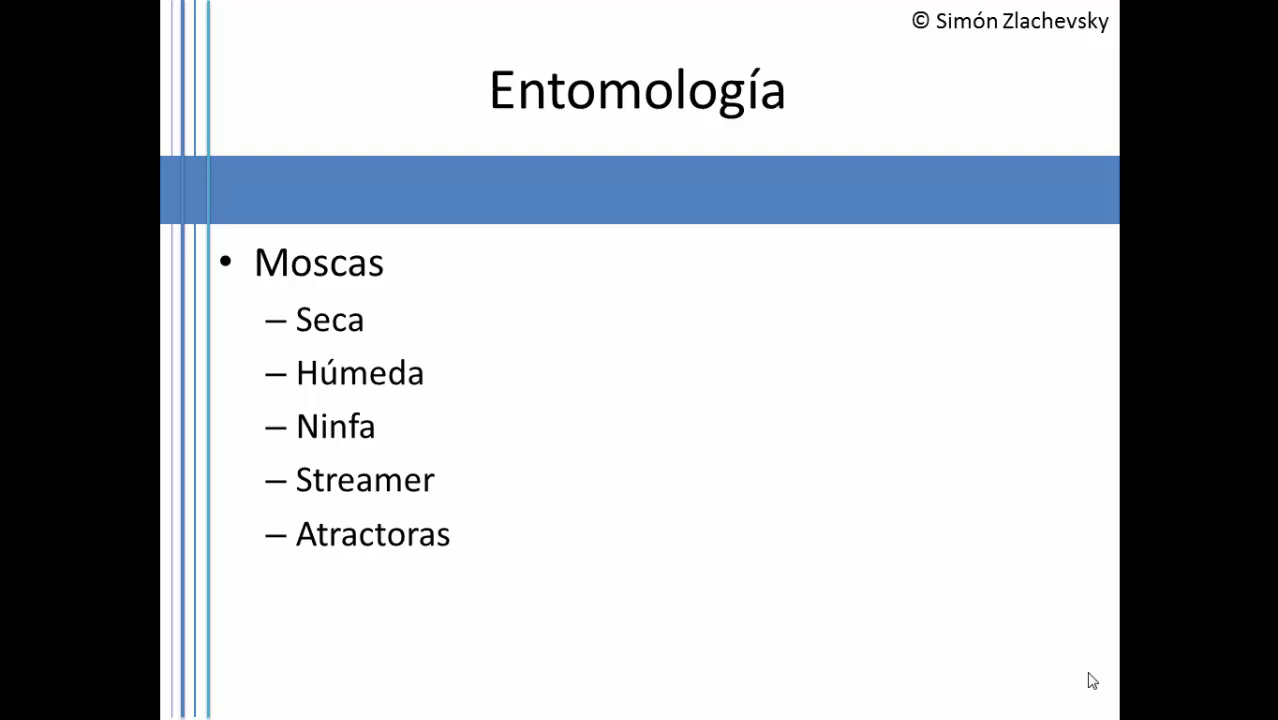 © Simón Zlachevsky
Entomología
• Moscas
– Seca
– Húmeda
– Ninfa
– Streamer
– Atractoras